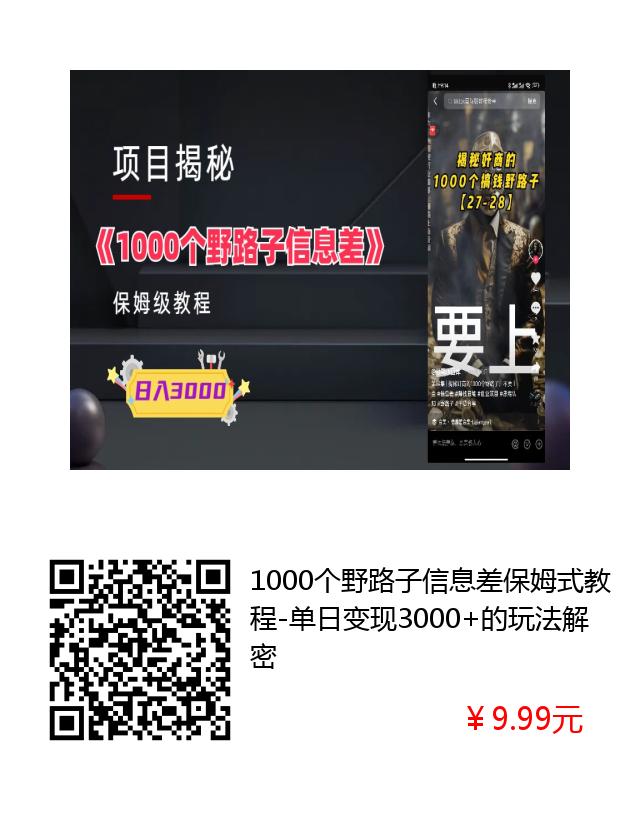 项目揭秘
《1000个野路子信息差》
保姆级教程
日入3000
揭秘奸商的
1000个搞钱野路子
【27-28】
要上
1000个野路子信息差保姆式教
程-单日变现3000+的玩法解
密
￥9.99元